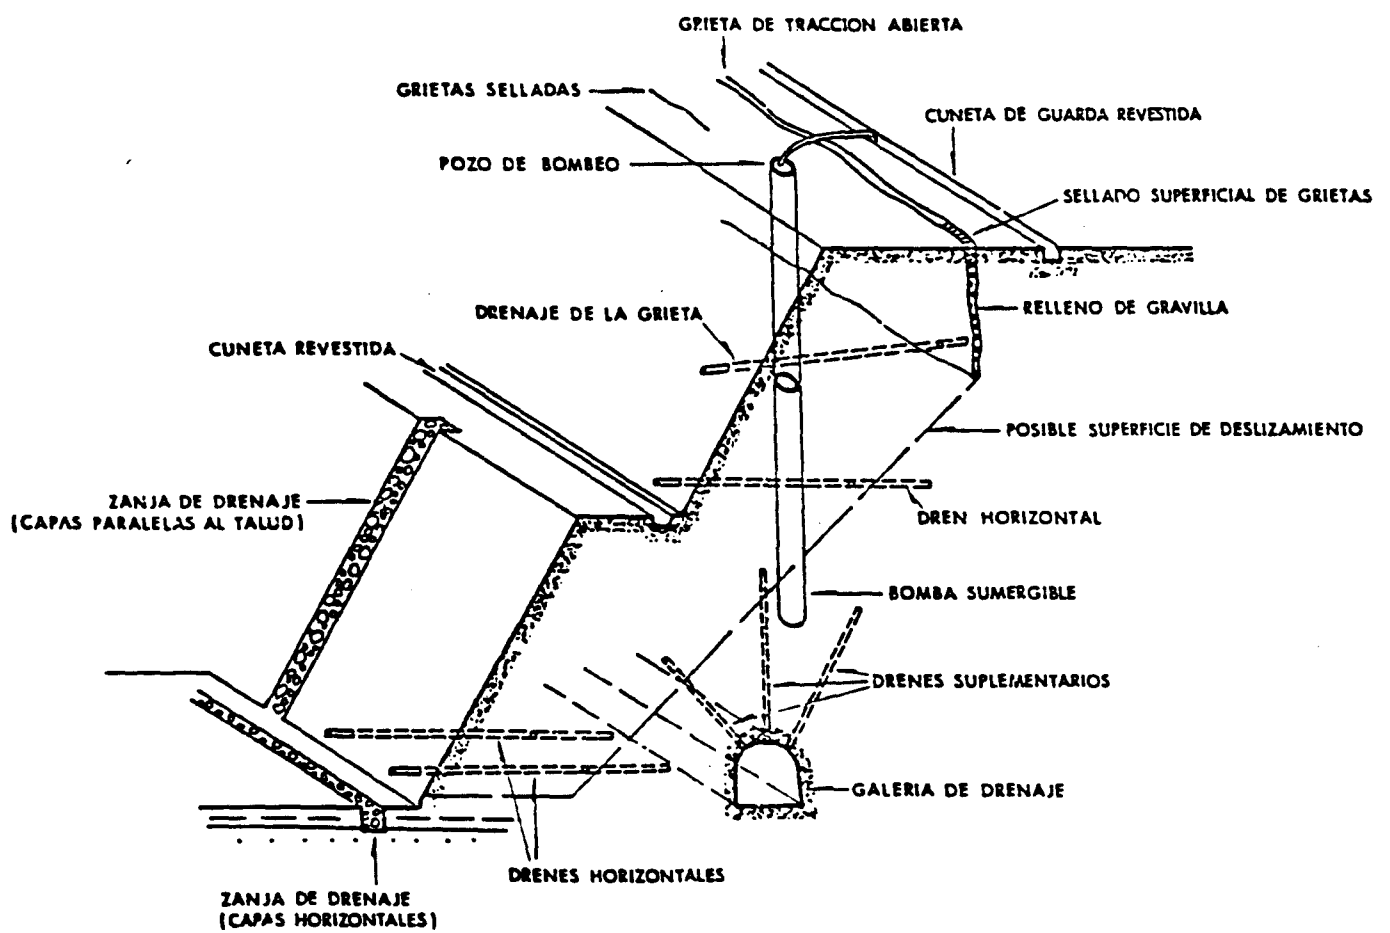 GRIETA DE TRACCION ABIERTA
GRIETAS SELLADAS
CUNETA DE GUARDA REVESTIDA
POZO DE BOMBEO
SELLADO SUPERFICIAL DE GRIETAS
DRENAJE DE LA GRIETA
RELLENO DE GRAVILLA
CUNETA REVESTIDA
POSIBLE SUPERFICIE DE DESLIZAMIENTO
ZANJA DE DRENAJE
(CAPAS PARALELAS AL TALUD)
DREN HORIZONTAL
BOMBA SUMERGIBLE
DRENES SUPLEMENTARIOS
GALERIA DE DRENAJE
DRENES HORIZONTALES
ZANJA DE DRENAJE
(CAPAS HORIZONTALES)